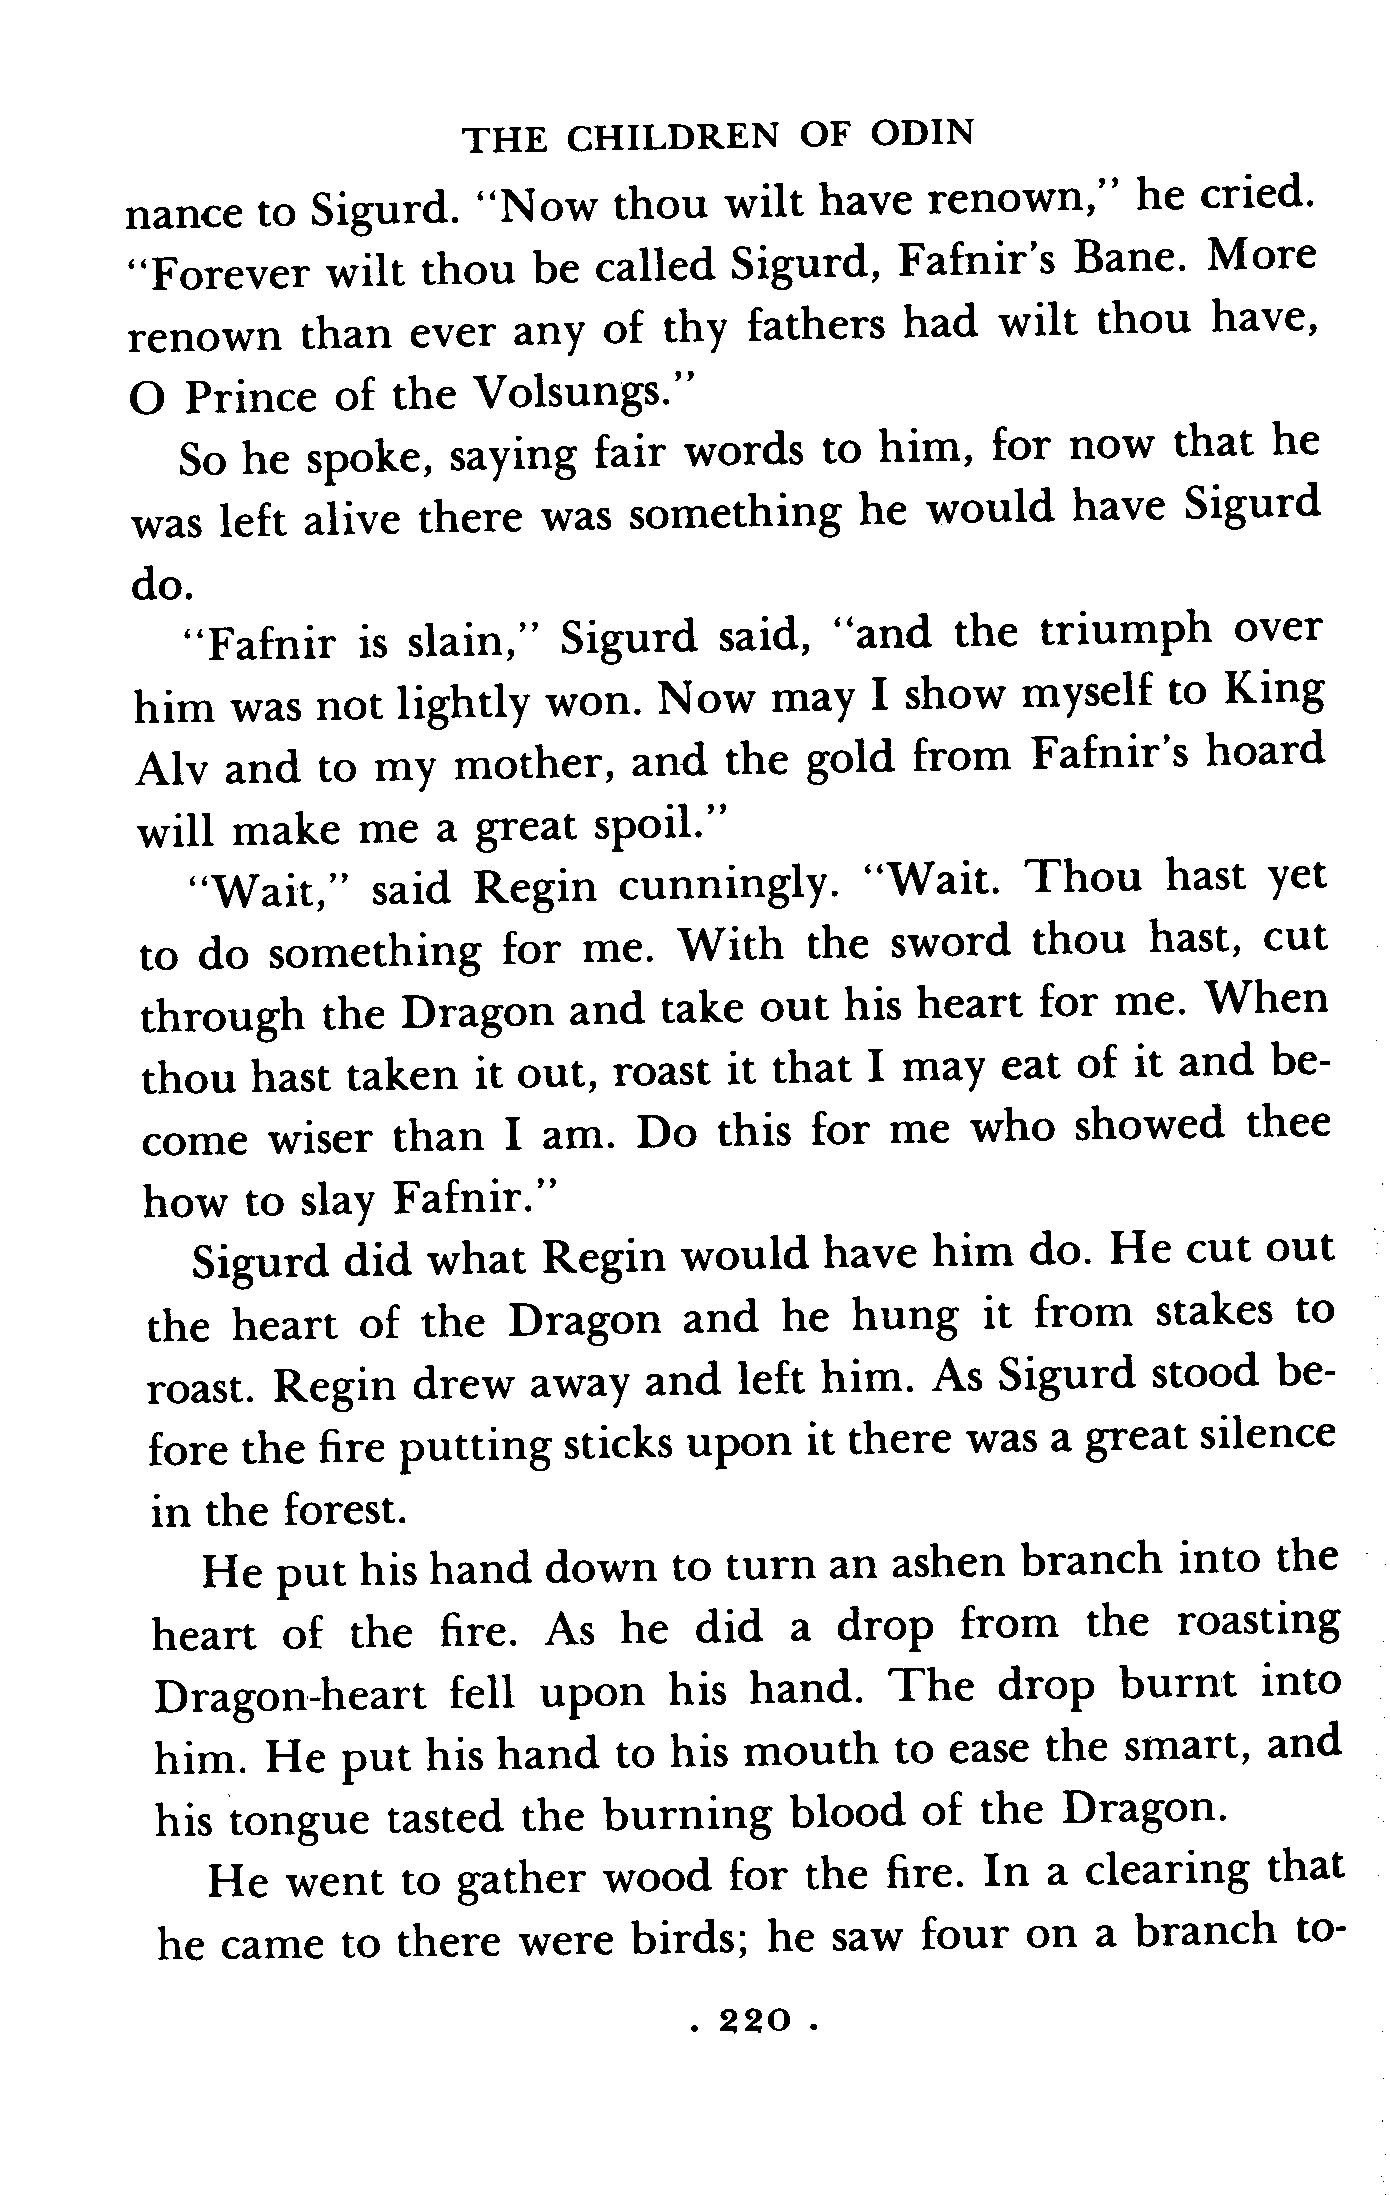 THE CHILDREN OF ODIN
nance to Sigurd. “Now thou wilt have renown,” he cried.
“Forever wilt thou be called Sigurd, Fafnir’s Bane. More
renown than ever any of thy fathers had wilt thou have,
O Prince of the Volsungs.”
So he spoke, saying fair words to him, for now that he
was left alive there was something he would have Sigurd
do.
“Fafnir is slain,” Sigurd said, “and the triumph over
him was not lightly won. Now may I show myself to King
Alv and to my mother, and the gold from Fafnir’s hoard
will make me a great spoil.”
“Wait,” said Regin cunningly. “Wait. Thou hast yet
to do something for me. With the sword thou hast, cut
through the Dragon and take out his heart for me. When
thou hast taken it out, roast it that I may eat of it and be-
come wiser than I am. Do this for me who showed thee
how to slay Fafnir.”
Sigurd did what Regin would have him do. He cut out
the heart of the Dragon and he hung it from stakes to
roast. Regin drew away and left him. As Sigurd stood be-
fore the fire putting sticks upon it there was a great silence
in the forest.
He put his hand down to turn an ashen branch into the
heart of the fire. As he did a drop from the roasting
Dragon-heart fell upon his hand. The drop burnt into
him. He put his hand to his mouth to ease the smart, and
his tongue tasted the burning blood of the Dragon.
He went to gather wood for the fire. In a clearing that
he came to there were birds; he saw four on a branch to-
. 220 .